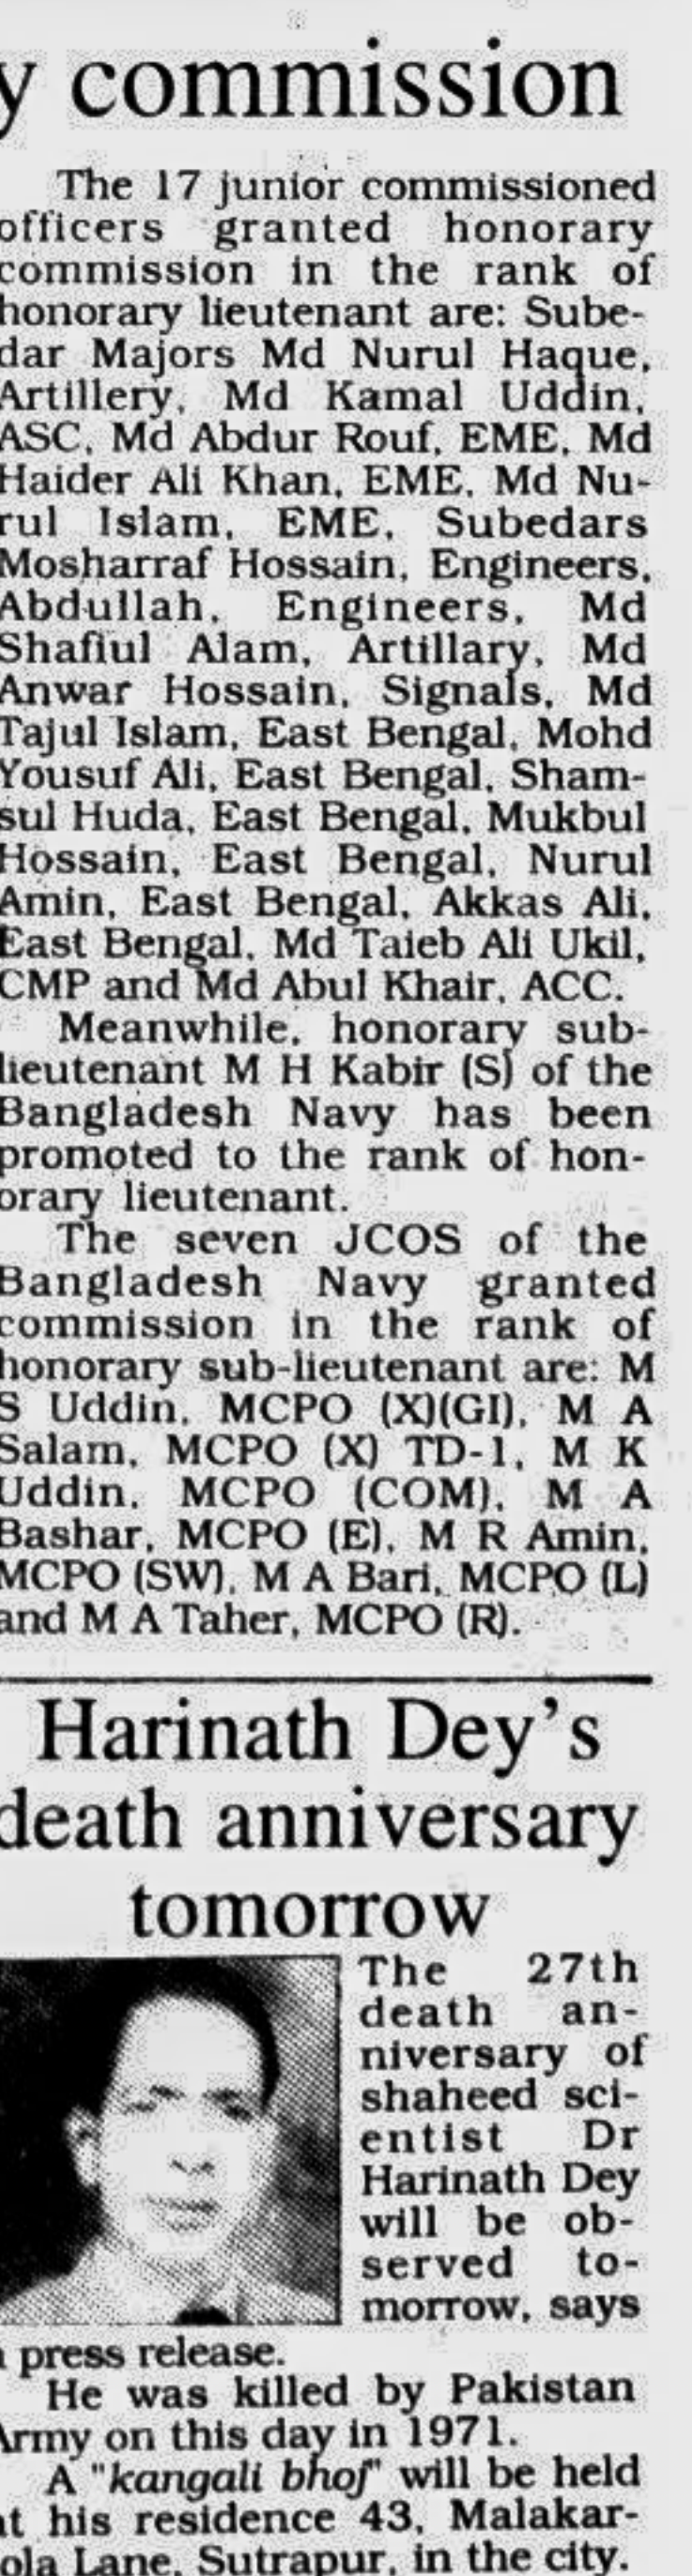 y commission
The 17 junior commissioned
officers granted honorary
commission in the rank of
honorary lieutenant are: Sube-
dar Majors Md Nurul Haque,
Artillery, Md Kamal Uddin,
ASC, Md Abdur Rouf, EME, Md
Haider Ali Khan, EME, Md Nu-
rul Islam, EME, Subedars
Mosharraf Hossain, Engineers,
Abdullah, Engineers, Md
Shafiul Alam, Artillary, Md
Anwar Hossain, Signals, Md
Tajul Islam, East Bengal, Mohd
Yousuf Ali, East Bengal, Sham-
sul Huda, East Bengal, Mukbul
Hossain, East Bengal, Nurul
Amin, East Bengal, Akkas Ali,
East Bengal, Md Taieb Ali Ukil,
CMP and Md Abul Khair, ACC.
Meanwhile, honorary sub-
lieutenant M H Kabir (S) of the
Bangladesh Navy has been
promoted to the rank of hon-
orary lieutenant.
The seven JCOS of the
Bangladesh Navy granted
commission in the rank of
honorary sub-lieutenant are: M
S Uddin, MCPO (X)(GI), M A
Salam, MCPO (X) TD-1, M K
Uddin, MCPO (COM), M A
Bashar, MCPO (E), M R Amin,
MCPO (SW), M A Bari, MCPO (L)
and M A Taher, MCPO (R).
Harinath Dey's
death anniversary
tomorrow
The 27th
death an-
niversary of
shaheed sci-
entist Dr
Harinath Dey
will be ob-
served to-
morrow, says
a press release.
He was killed by Pakistan
Army on this day in 1971.
A "kangali bhoj" will be held
at his residence 43, Malakar-
ola Lane, Sutrapur, in the city.